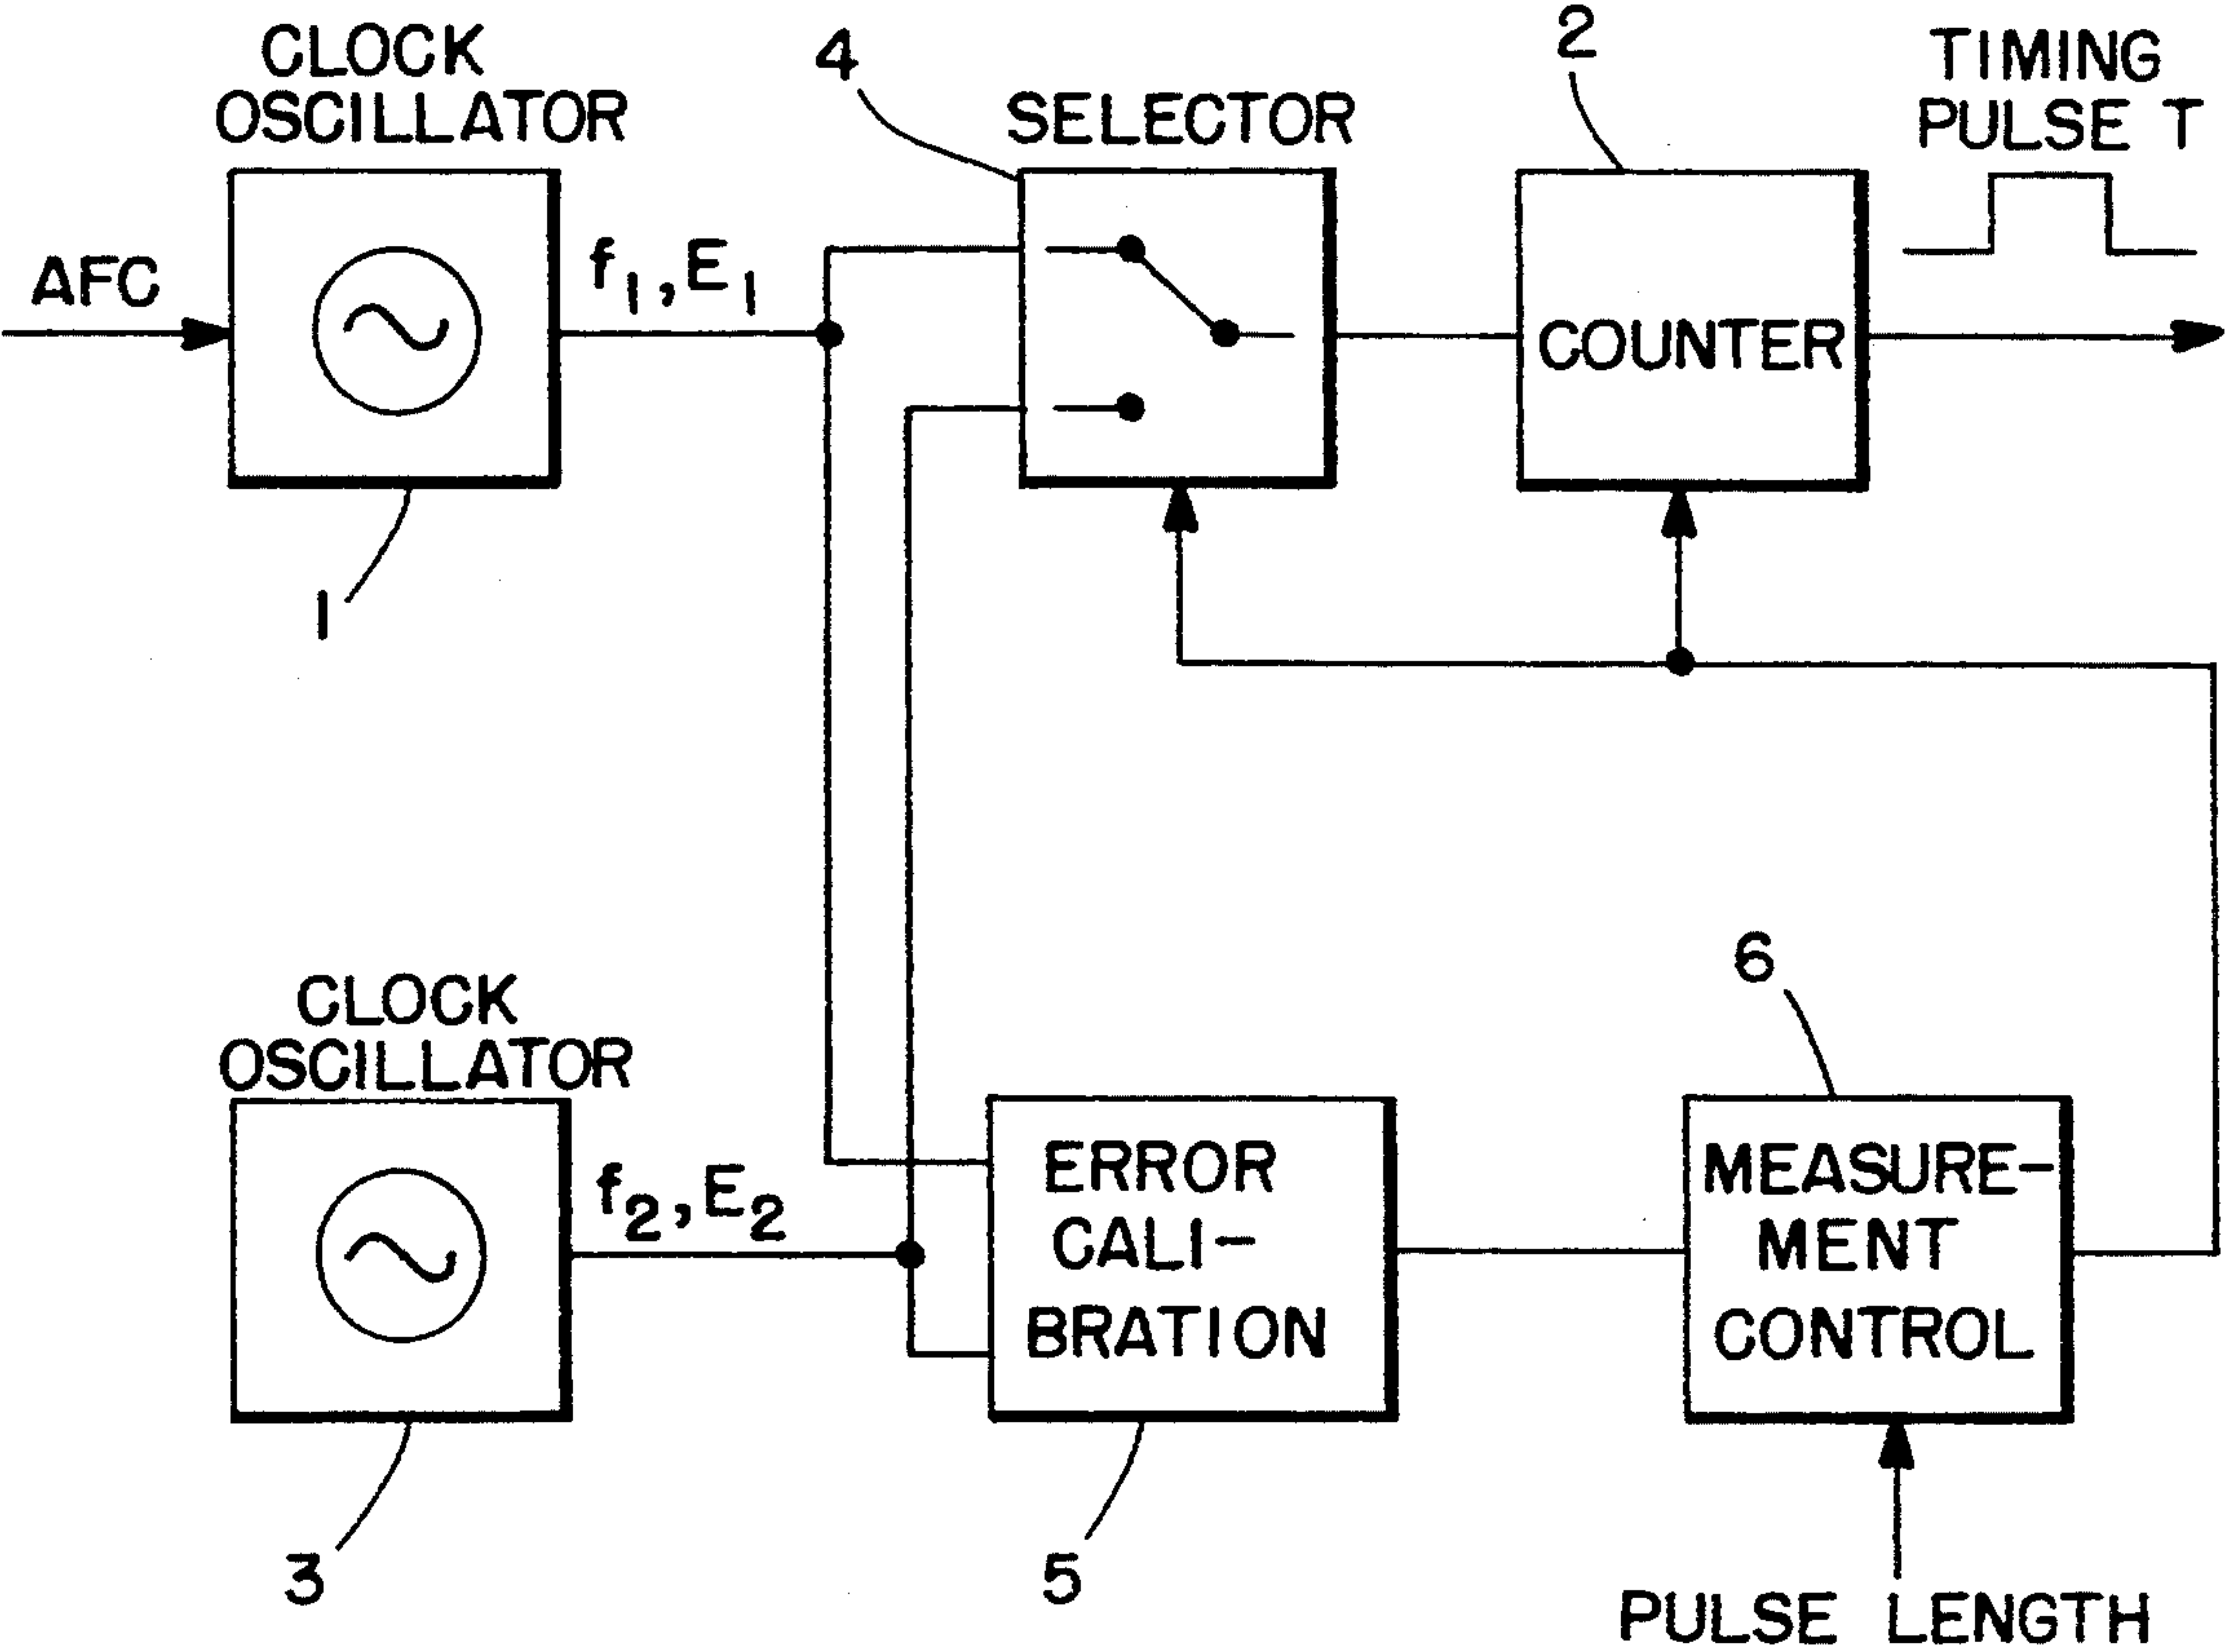 CLOCK
OSCILLATOR
4
SELECTOR
2
TIMING
PULSE T
AFC
f1,E1
COUNTER
1
CLOCK
OSCILLATOR
f2,E2
3
ERROR
CALI-
BRATION
5
6
MEASURE-
MENT
CONTROL
PULSE LENGTH